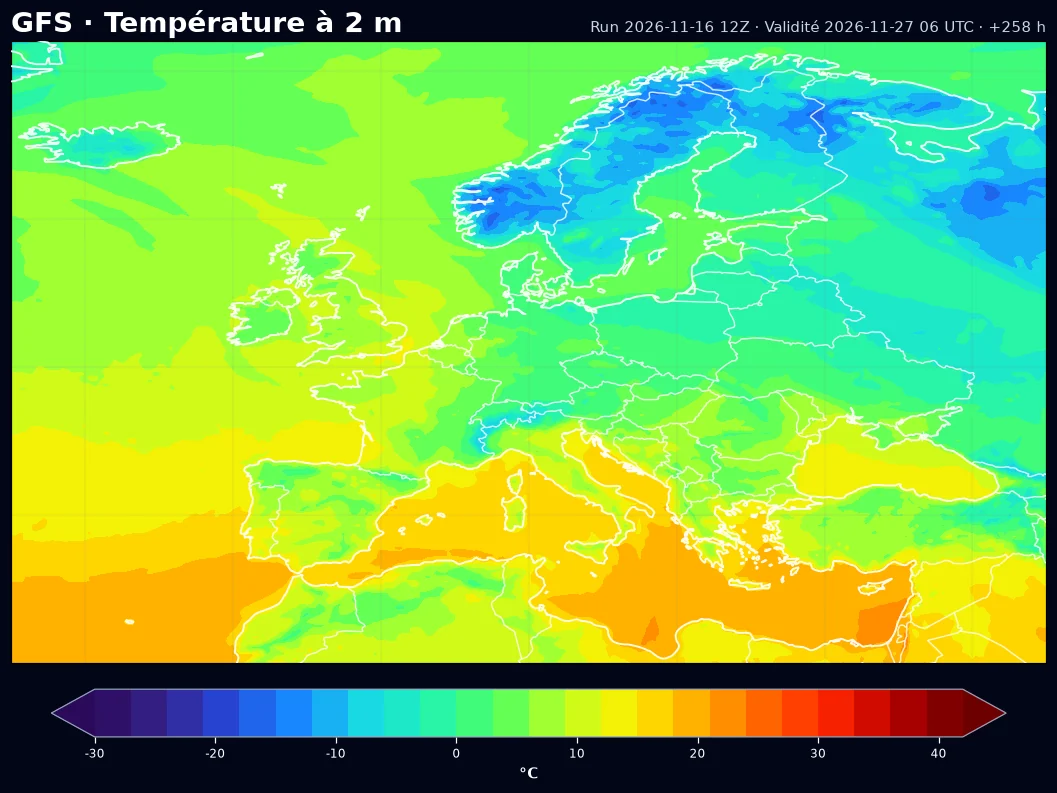 GFS · Température à 2 m
Run 2026-11-16 12Z · Validité 2026-11-27 06 UTC · +258 h
-30 -20 -10 0 10 20 30 40
°C